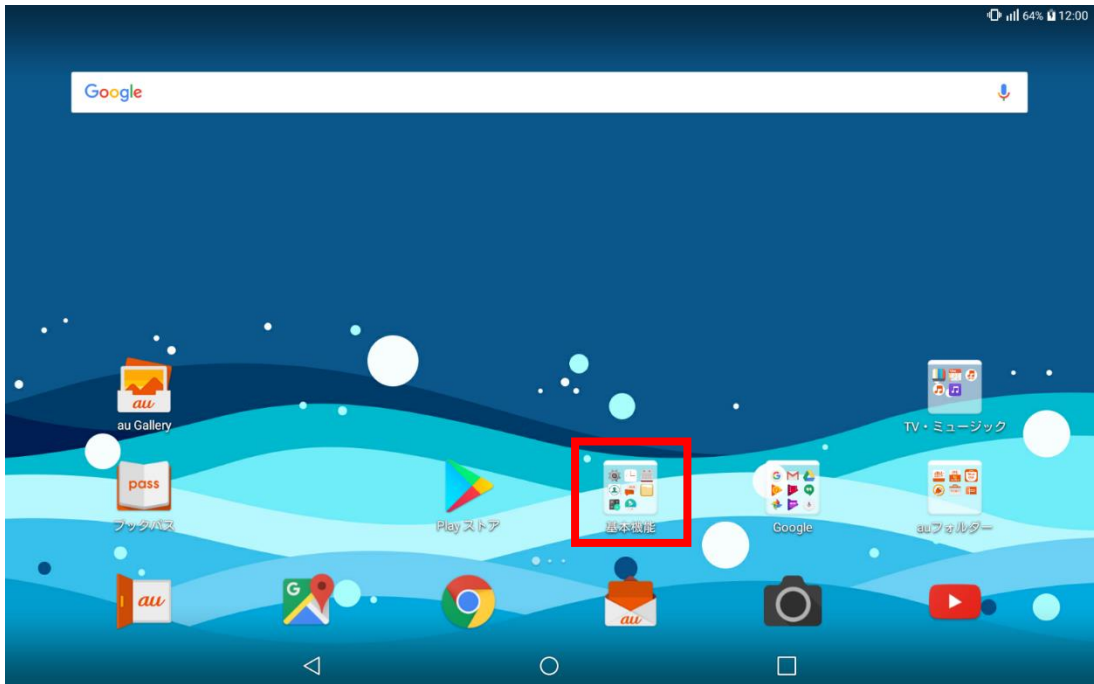 64% 12:00
Google
au
au Gallery
TV・ミュージック
pass
ブックパス
Play ストア
基本機能
Google
auフォルダー
au
G
au